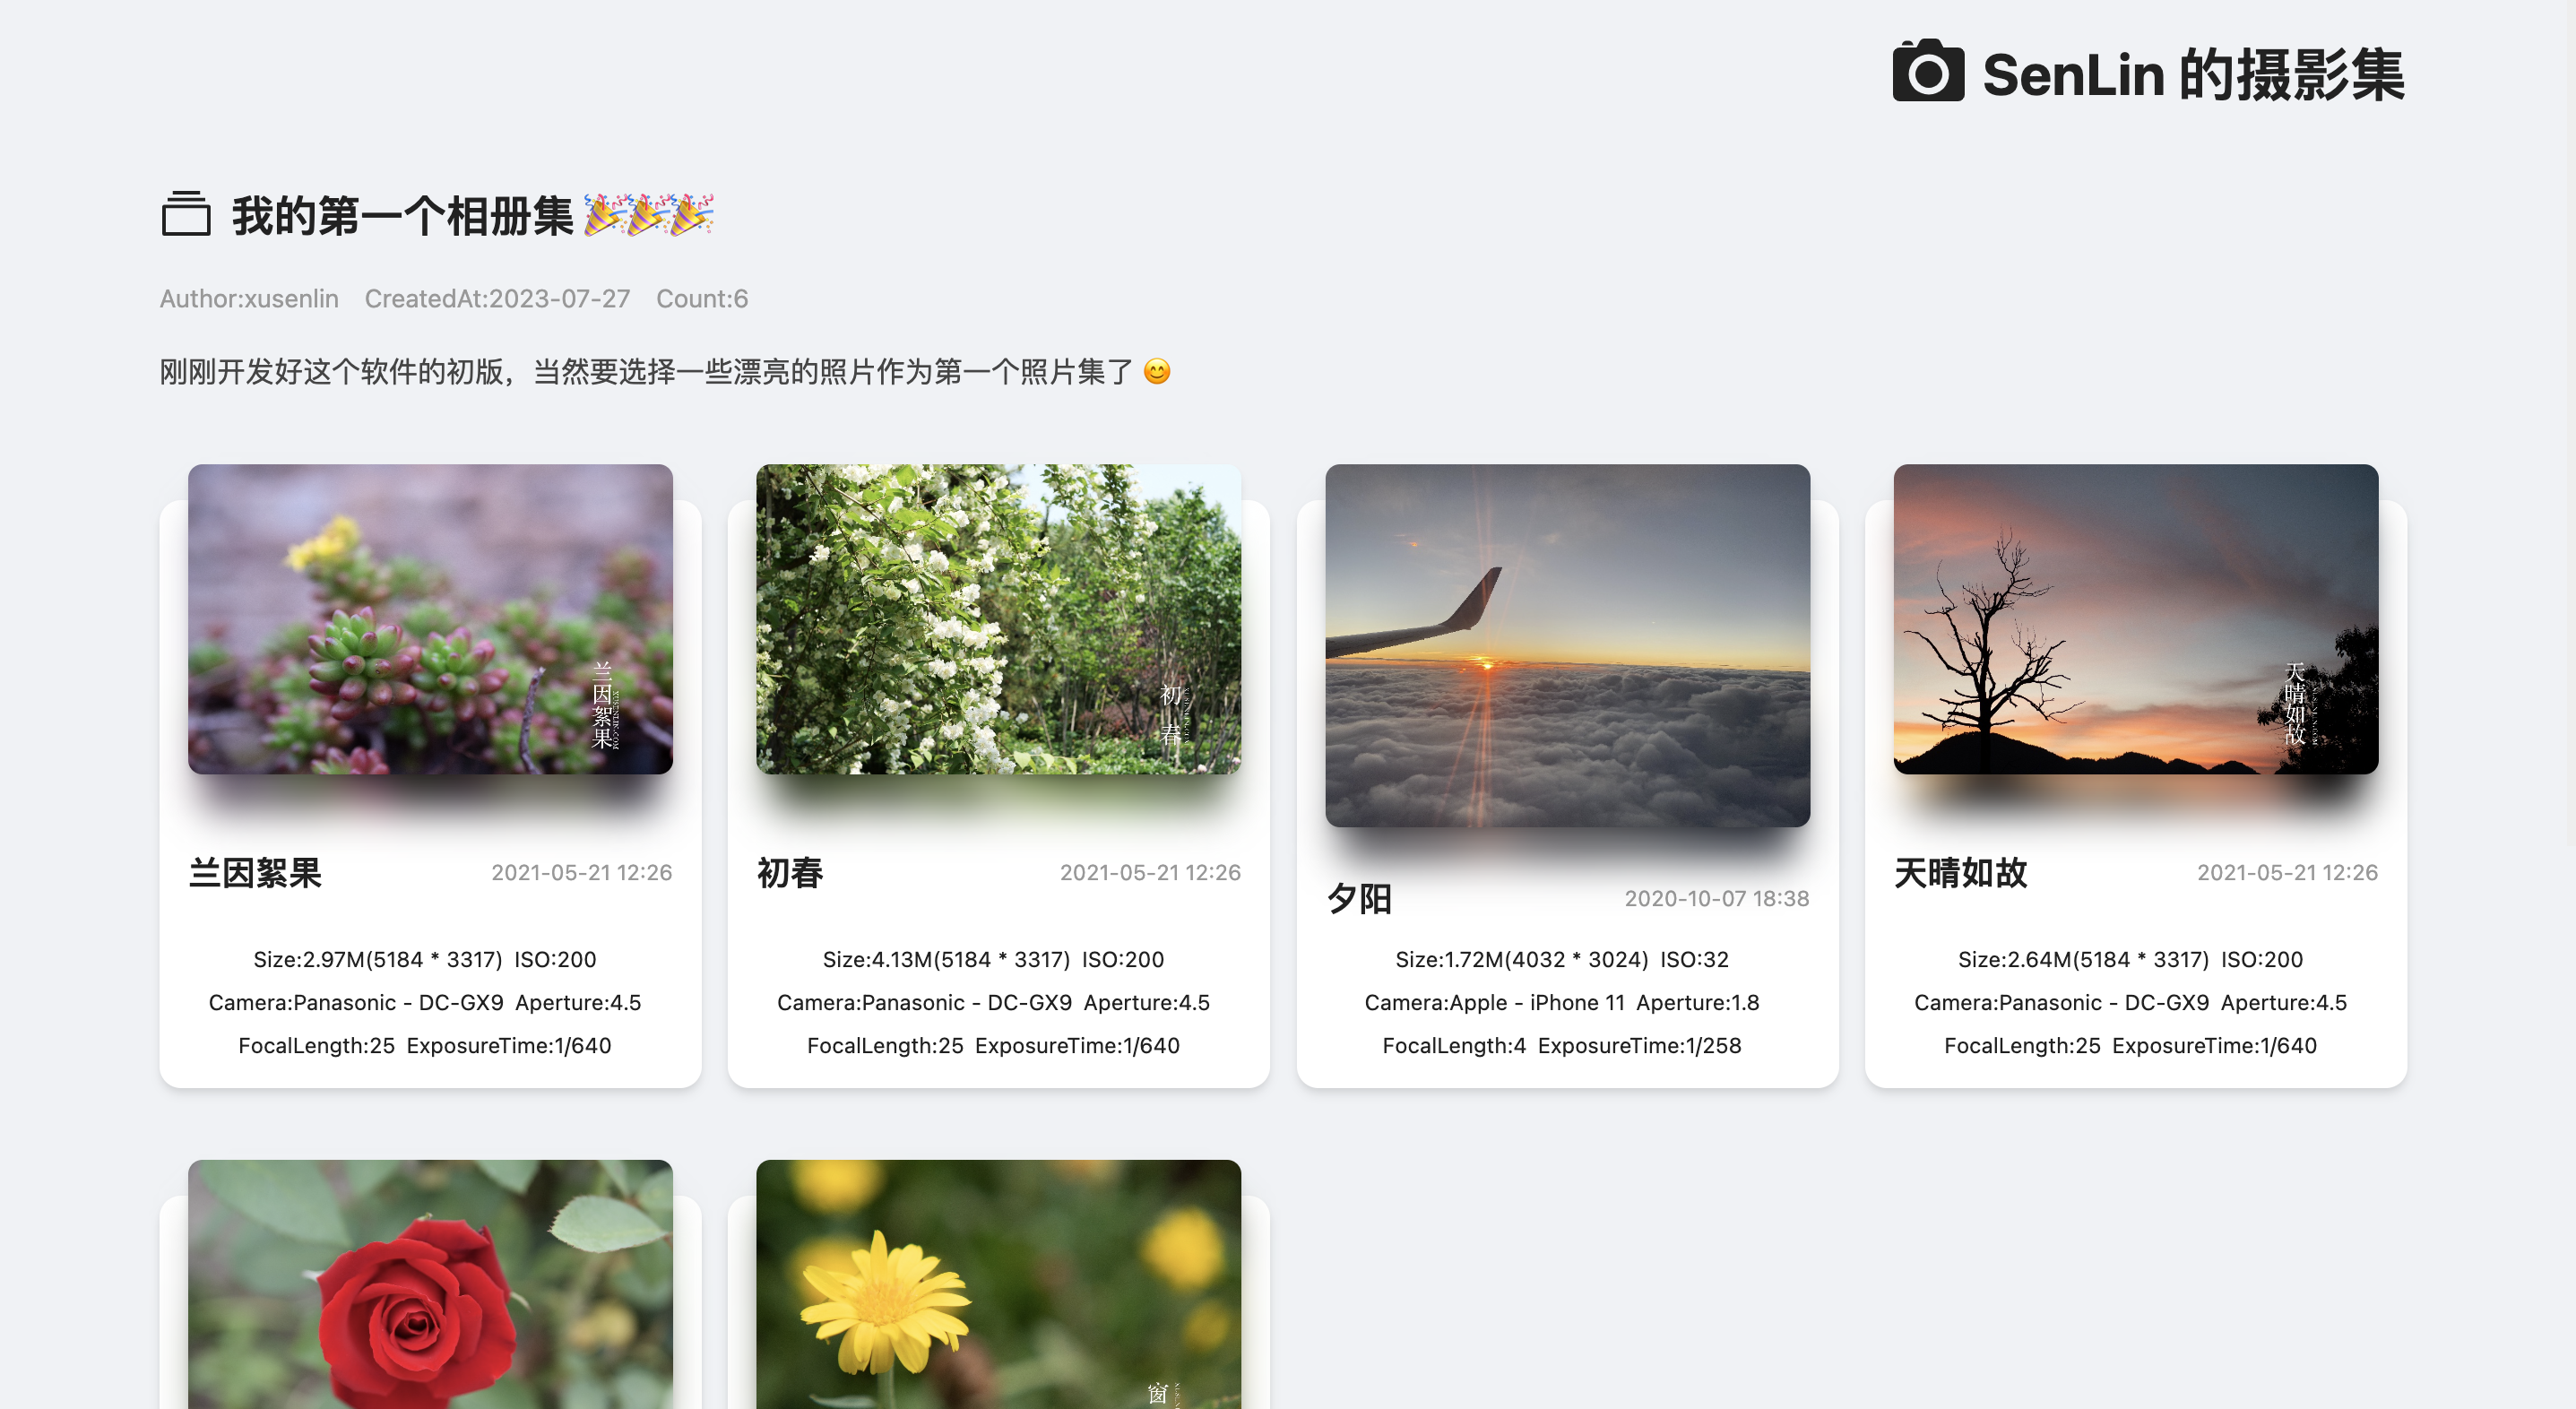 SenLin 的摄影集
我的第一个相册集🎉🎉🎉
Author:xusenlin CreatedAt:2023-07-27 Count:6
刚刚开发好这个软件的初版，当然要选择一些漂亮的照片作为第一个照片集了 😊
兰因絮果
XUSENLIN.COM
兰因絮果 2021-05-21 12:26
Size:2.97M(5184 * 3317) ISO:200
Camera:Panasonic - DC-GX9 Aperture:4.5
FocalLength:25 ExposureTime:1/640
初春
初春 2021-05-21 12:26
Size:4.13M(5184 * 3317) ISO:200
Camera:Panasonic - DC-GX9 Aperture:4.5
FocalLength:25 ExposureTime:1/640
夕阳 2020-10-07 18:38
Size:1.72M(4032 * 3024) ISO:32
Camera:Apple - iPhone 11 Aperture:1.8
FocalLength:4 ExposureTime:1/258
天晴如故
天晴如故 2021-05-21 12:26
Size:2.64M(5184 * 3317) ISO:200
Camera:Panasonic - DC-GX9 Aperture:4.5
FocalLength:25 ExposureTime:1/640
窗